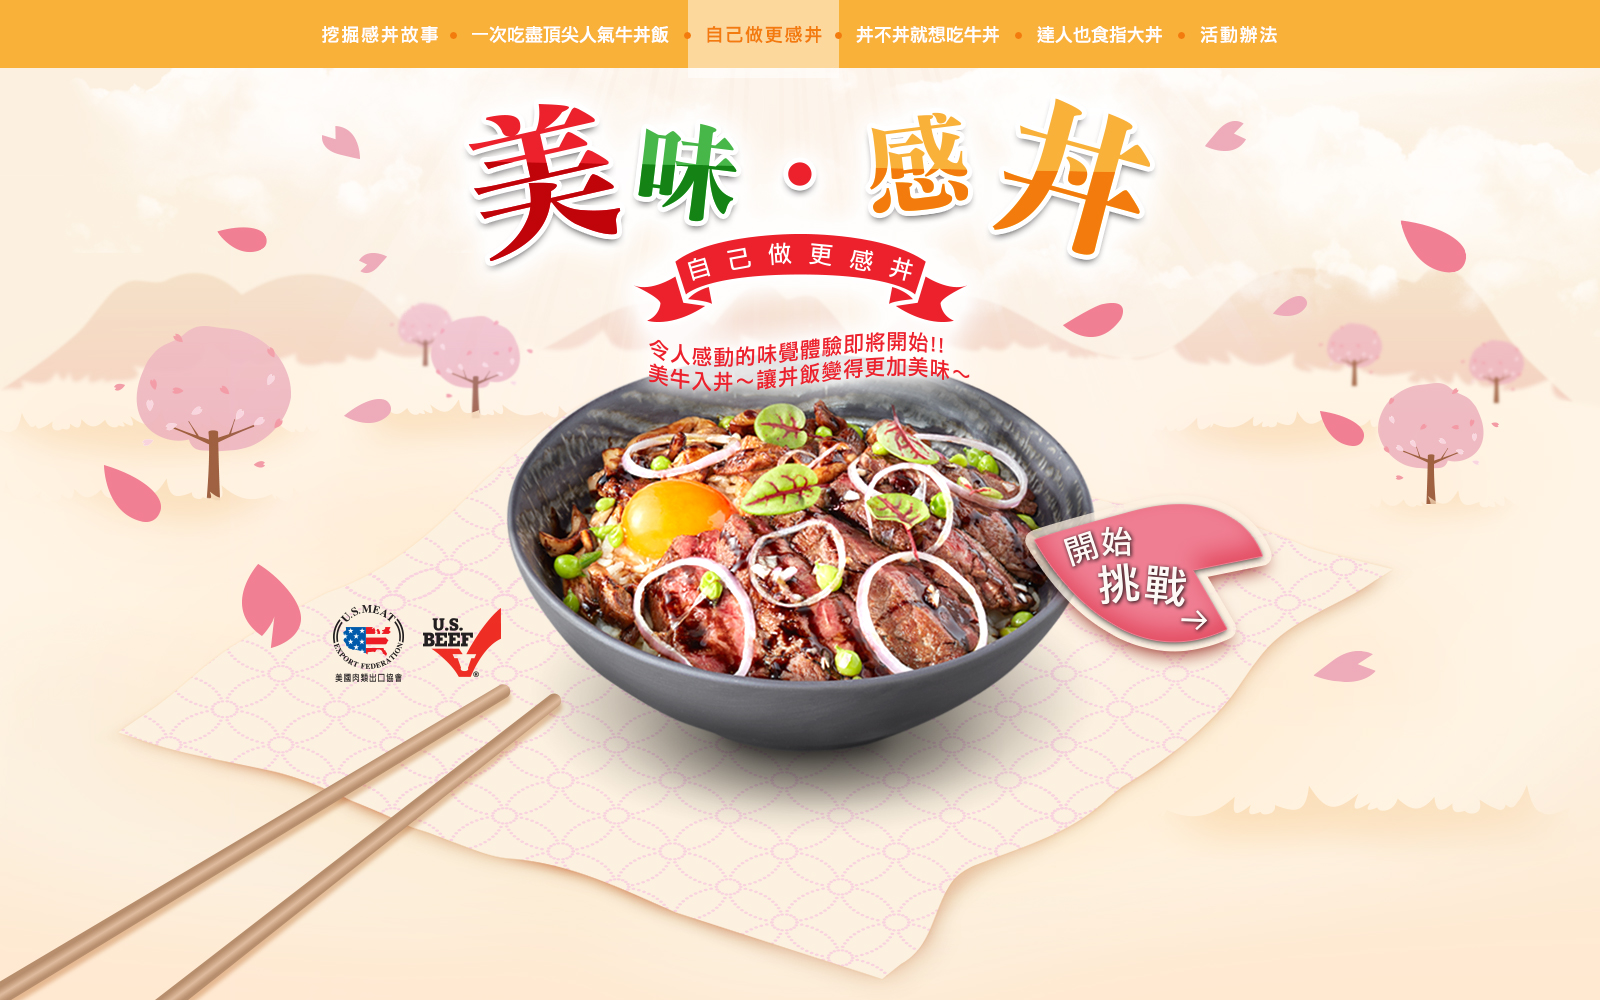 挖掘感丼故事
一次吃盡頂尖人氣牛丼飯
自己做更感丼
丼不丼就想吃牛丼
達人也食指大丼
活動辦法
美味・感丼
自己做更感丼
令人感動的味覺體驗即將開始!!
美牛入丼～讓丼飯變得更加美味～
開始
挑戰
U.S. MEAT
EXPORT FEDERATION
美國肉類出口協會
U.S.
BEEF
®